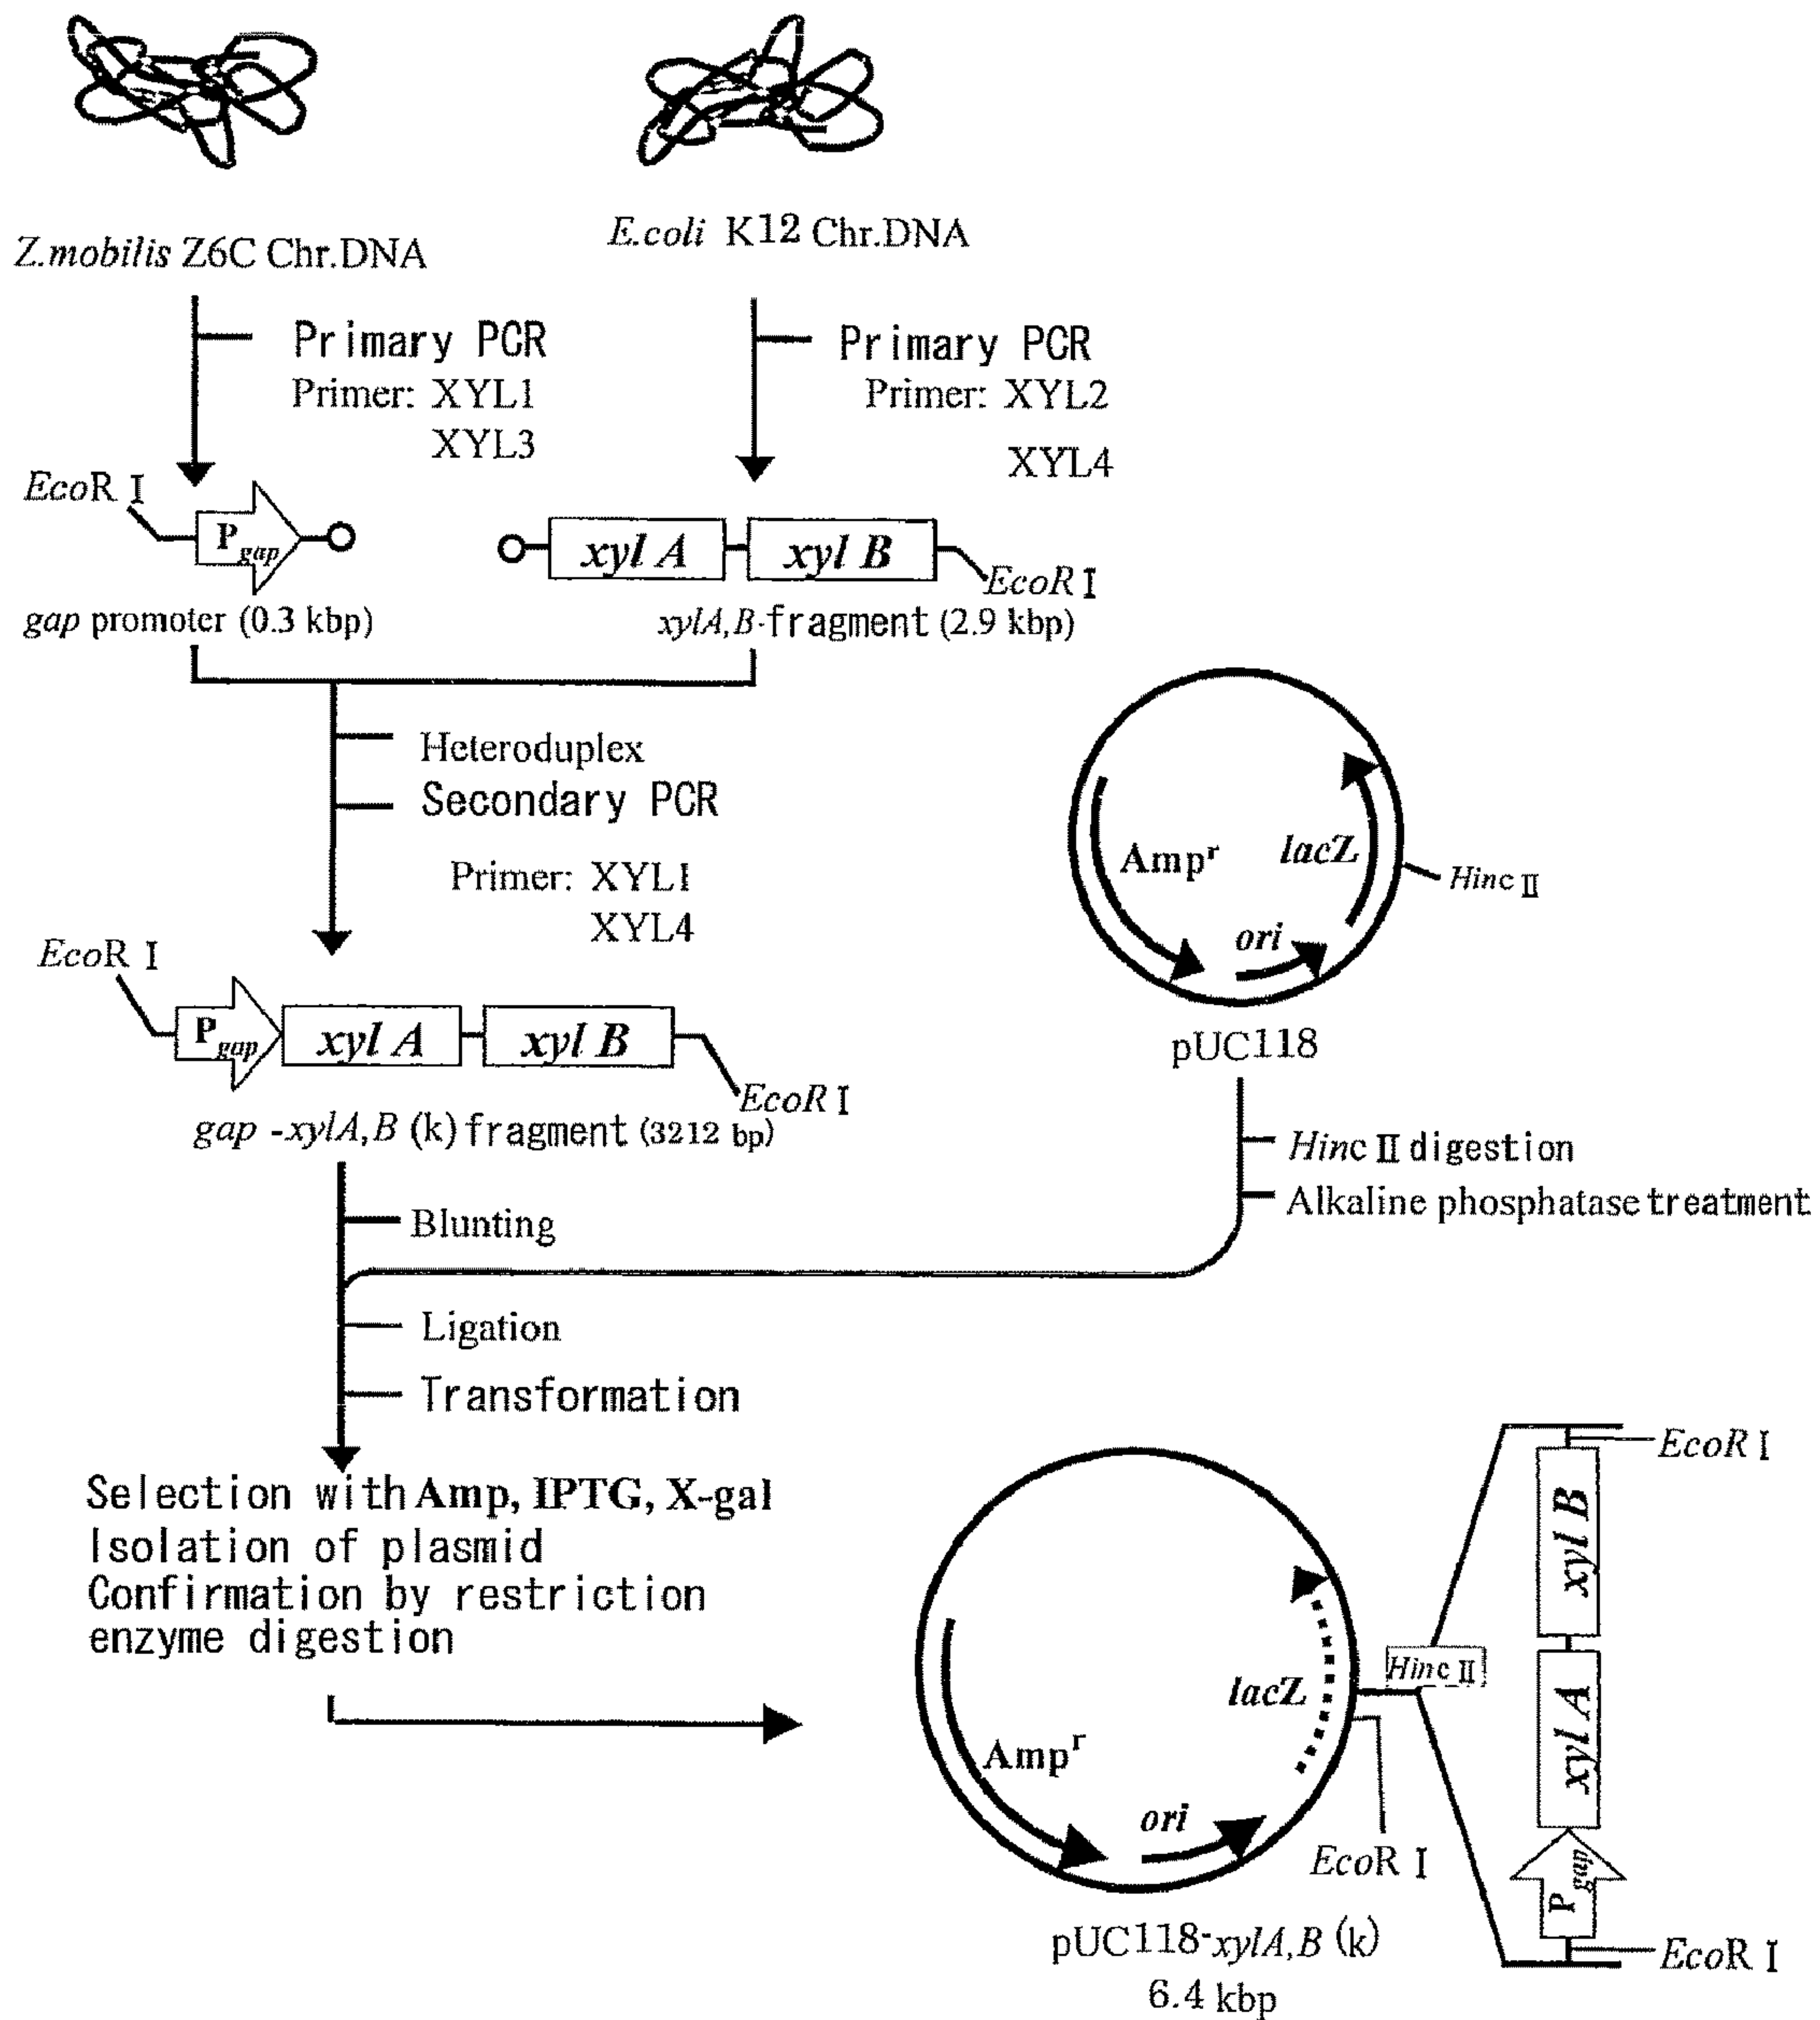 Z.mobilis Z6C Chr.DNA
E.coli K12 Chr.DNA
Primary PCR
Primer: XYL1
XYL3
Primary PCR
Primer: XYL2
XYL4
EcoR I
P gap
gap promoter (0.3 kbp)
xyl A
xyl B
EcoR I
xylA,B-fragment (2.9 kbp)
Heteroduplex
Secondary PCR
Primer: XYL1
XYL4
Ampʳ
lacZ
ori
Hinc II
pUC118
EcoR I
P gap
xyl A
xyl B
EcoR I
gap -xylA,B (k) fragment (3212 bp)
Hinc II digestion
Alkaline phosphatase treatment
Blunting
Ligation
Transformation
Selection with Amp, IPTG, X-gal
Isolation of plasmid
Confirmation by restriction
enzyme digestion
Ampʳ
lacZ
ori
Hinc II
EcoR I
EcoR I
xyl B
xyl A
P gap
EcoR I
pUC118-xylA,B (k)
6.4 kbp